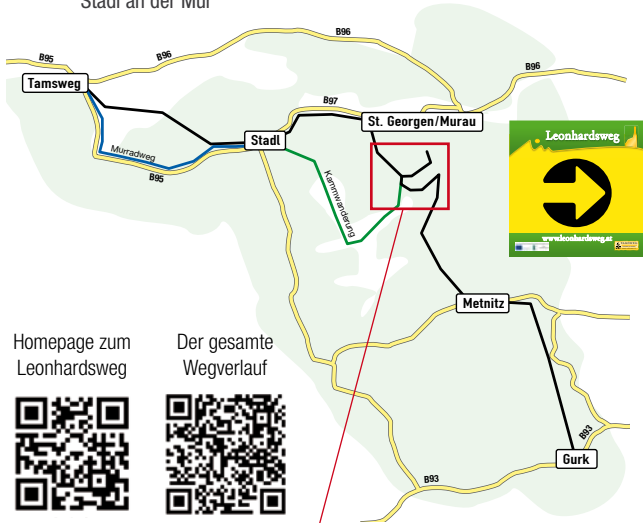 Stadl an der Mur
B95
B96
B96
B96
Tamsweg
B97
St. Georgen/Murau
Stadl
Murradweg
B95
Kammwanderung
Leonhardsweg
www.leonhardsweg.at
Metnitz
Homepage zum
Leonhardsweg
Der gesamte
Wegverlauf
B93
Gurk
B93